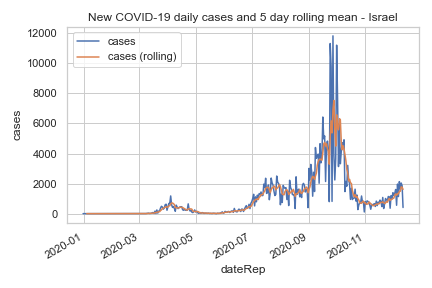 New COVID-19 daily cases and 5 day rolling mean - Israel
cases
cases (rolling)
12000
10000
8000
6000
4000
2000
0
cases
2020-01
2020-03
2020-05
2020-07
2020-09
2020-11
dateRep